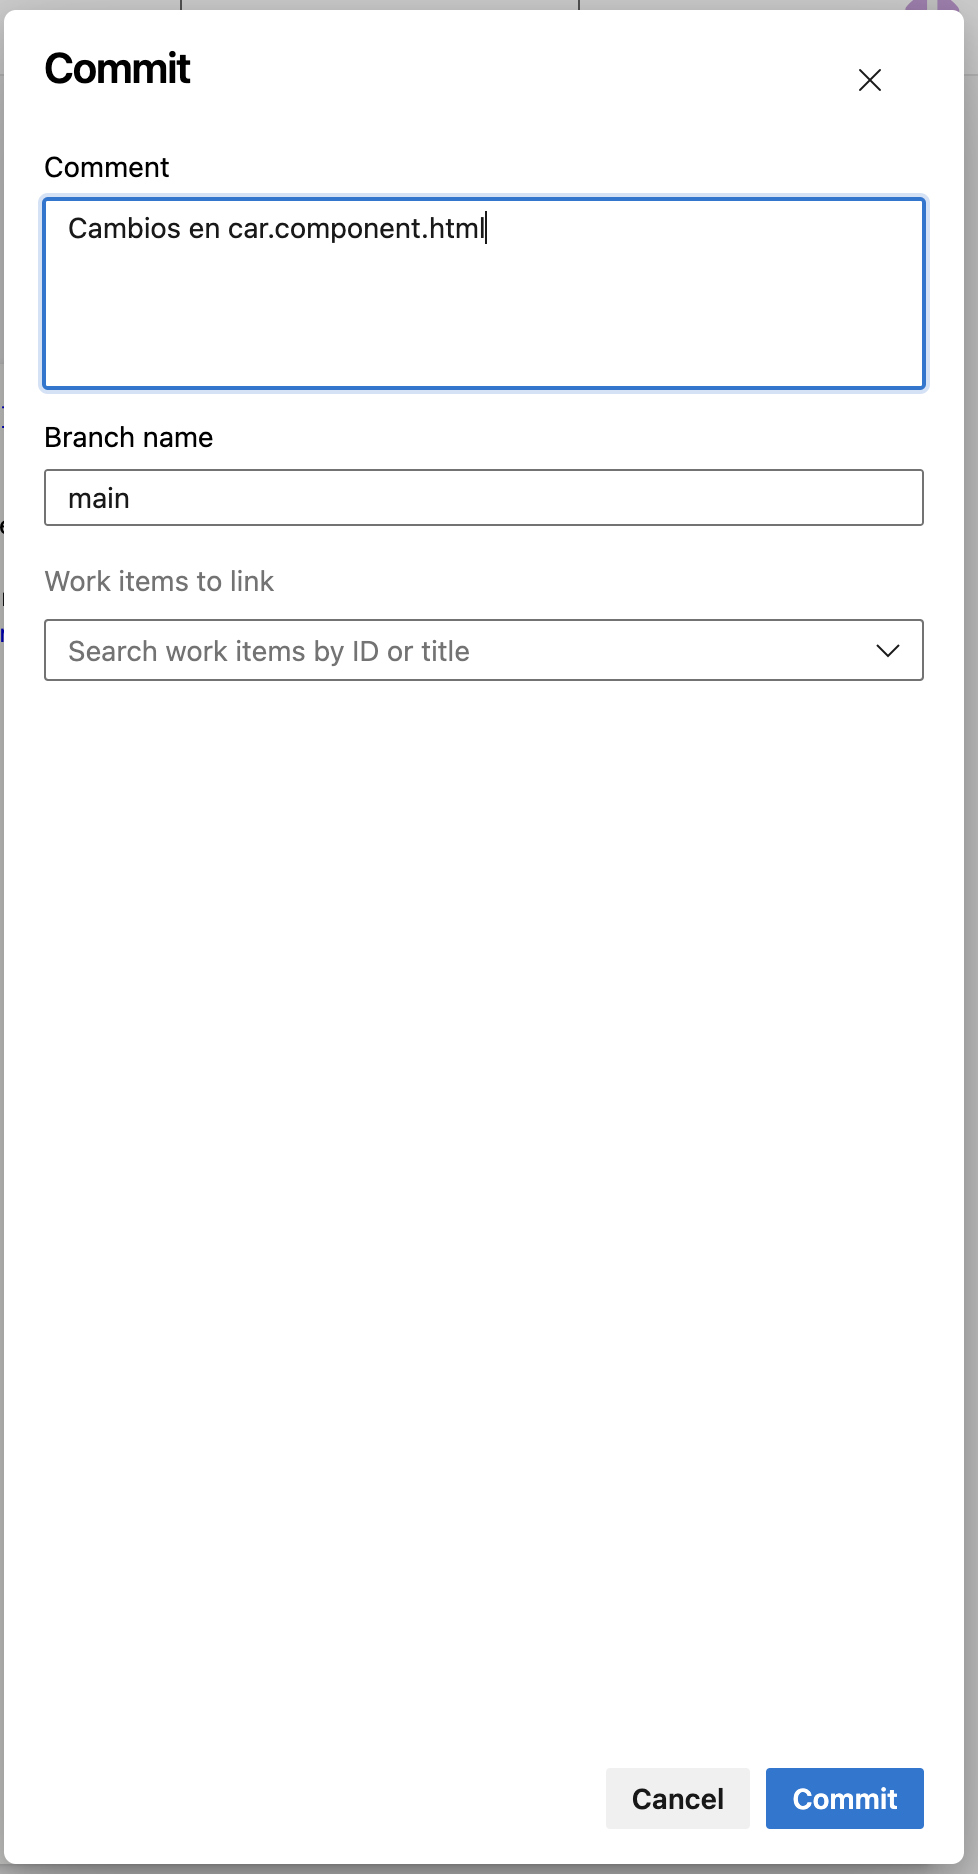 Commit
Comment
Cambios en car.component.html
Branch name
main
Work items to link
Search work items by ID or title
Cancel
Commit